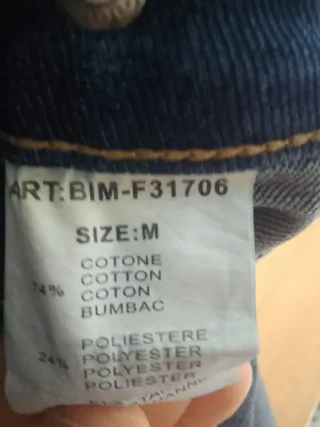 ART:BIM-F31706
SIZE:M
COTONE
COTTON
74% COTON
BUMBAC
POLIESTERE
24% POLYESTER
POLYESTER
POLIESTER